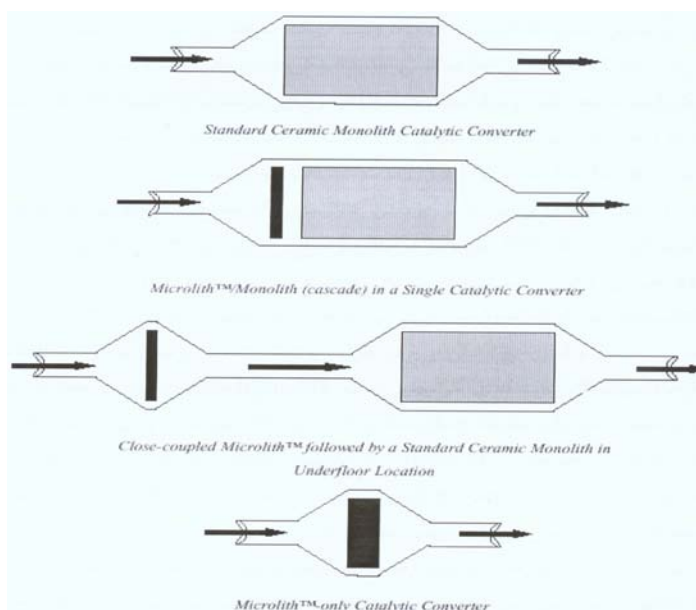 Standard Ceramic Monolith Catalytic Converter
Microlith™/Monolith (cascade) in a Single Catalytic Converter
Close-coupled Microlith™ followed by a Standard Ceramic Monolith in
Underfloor Location
Microlith™-only Catalytic Converter